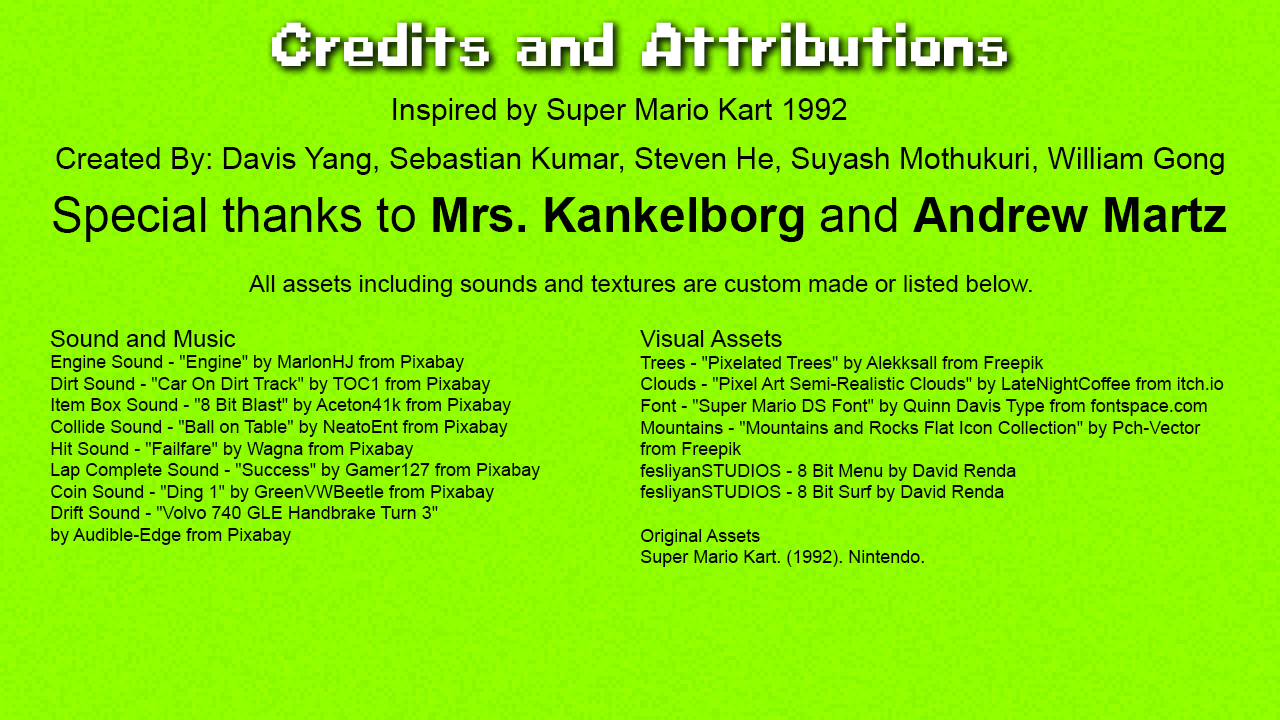 Credits and Attributions
Inspired by Super Mario Kart 1992
Created By: Davis Yang, Sebastian Kumar, Steven He, Suyash Mothukuri, William Gong
Special thanks to Mrs. Kankelborg and Andrew Martz
All assets including sounds and textures are custom made or listed below.
Sound and Music
Engine Sound - "Engine" by MarlonHJ from Pixabay
Dirt Sound - "Car On Dirt Track" by TOC1 from Pixabay
Item Box Sound - "8 Bit Blast" by Aceton41k from Pixabay
Collide Sound - "Ball on Table" by NeatoEnt from Pixabay
Hit Sound - "Failfare" by Wagna from Pixabay
Lap Complete Sound - "Success" by Gamer127 from Pixabay
Coin Sound - "Ding 1" by GreenVWBeetle from Pixabay
Drift Sound - "Volvo 740 GLE Handbrake Turn 3"
by Audible-Edge from Pixabay
Visual Assets
Trees - "Pixelated Trees" by Alekksall from Freepik
Clouds - "Pixel Art Semi-Realistic Clouds" by LateNightCoffee from itch.io
Font - "Super Mario DS Font" by Quinn Davis Type from fontspace.com
Mountains - "Mountains and Rocks Flat Icon Collection" by Pch-Vector
from Freepik
fesliyanSTUDIOS - 8 Bit Menu by David Renda
fesliyanSTUDIOS - 8 Bit Surf by David Renda
Original Assets
Super Mario Kart. (1992). Nintendo.